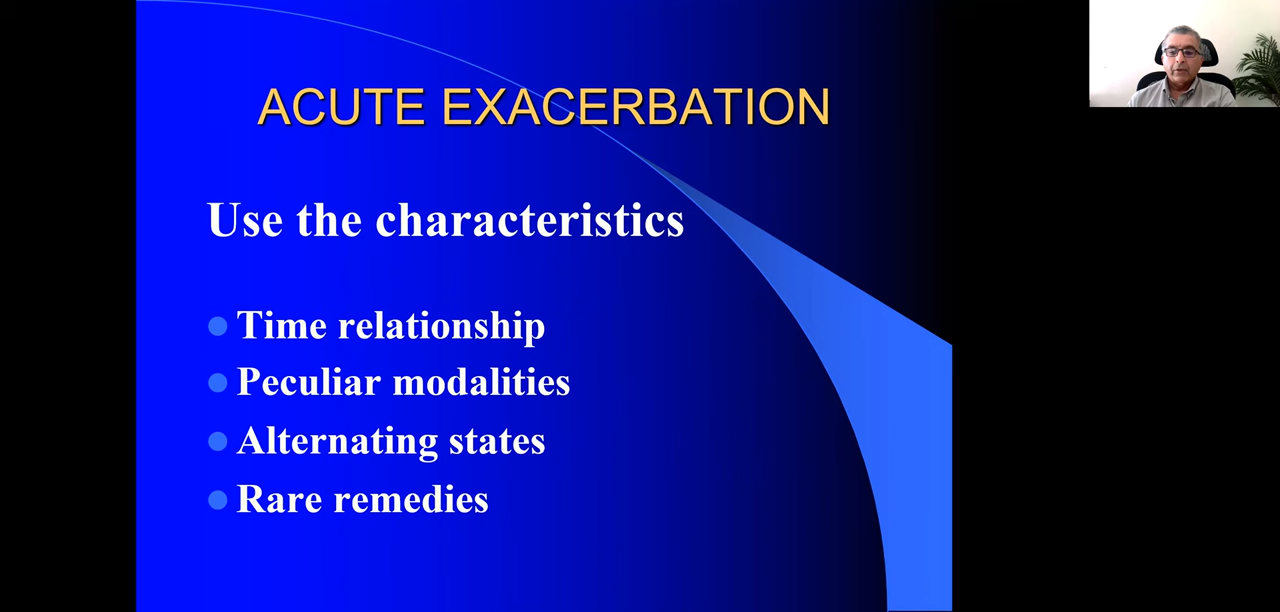 ACUTE EXACERBATION
Use the characteristics
Time relationship
Peculiar modalities
Alternating states
Rare remedies